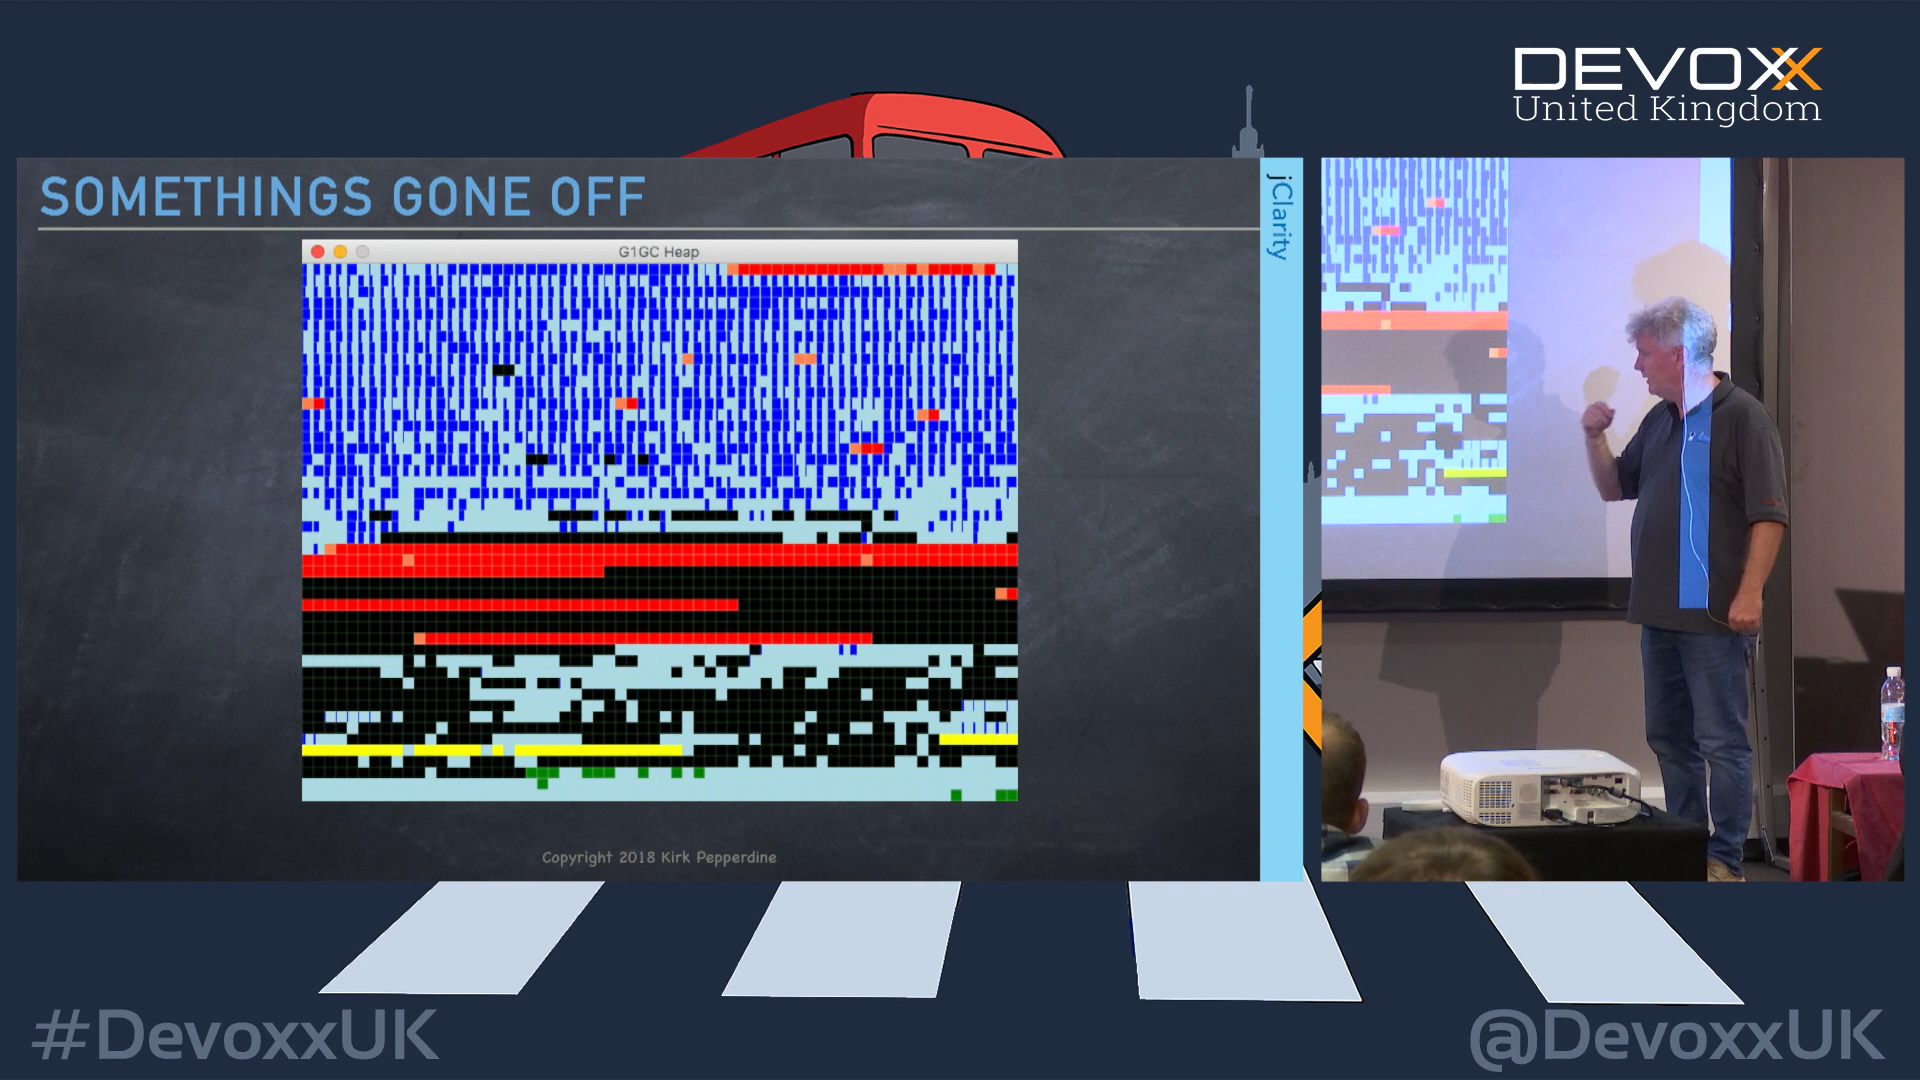 DEVOXX
United Kingdom
SOMETHINGS GONE OFF
jClarity
G1GC Heap
Copyright 2018 Kirk Pepperdine
#DevoxxUK
@DevoxxUK